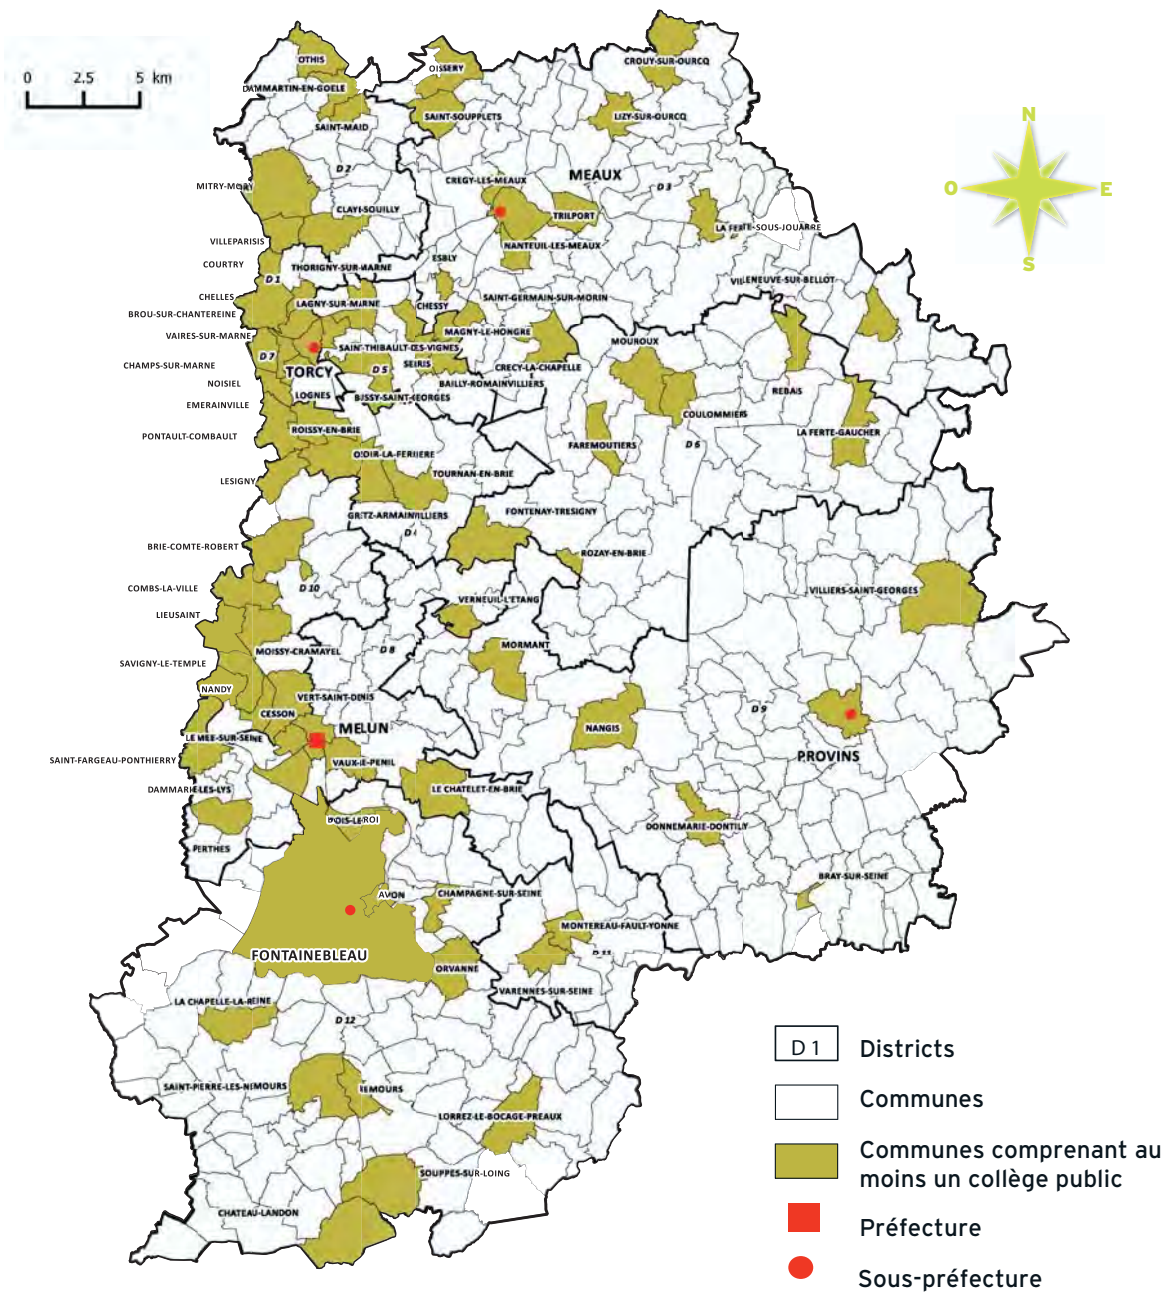 0 2.5 5 km
N
O E
S
OTHIS
OISSERY
CROUY-SUR-OURCQ
DAMMARTIN-EN-GOELE
SAINT-SOUPPLETS
LIZY-SUR-OURCQ
SAINT-MARD
D 2
MEAUX
CREGY-LES-MEAUX
D 3
MITRY-MORY
CLAYE-SOUILLY
TRILPORT
LA FERTE-SOUS-JOUARRE
VILLEPARISIS
NANTEUIL-LES-MEAUX
COURTRY
THORIGNY-SUR-MARNE
ESBLY
D 1
VILLENEUVE-SUR-BELLOT
CHELLES
LAGNY-SUR-MARNE
CHESSY
SAINT-GERMAIN-SUR-MORIN
BROU-SUR-CHANTEREINE
VAIRES-SUR-MARNE
MAGNY-LE-HONGRE
MOUROUX
SAINT-THIBAULT-DES-VIGNES
D 7
CHAMPS-SUR-MARNE
TORCY
D 5
SERRIS
CRECY-LA-CHAPELLE
NOISIEL
BAILLY-ROMAINVILLIERS
REBAIS
LOGNES
BUSSY-SAINT-GEORGES
EMERAINVILLE
COULOMMIERS
PONTAULT-COMBAULT
ROISSY-EN-BRIE
LA FERTE-GAUCHER
FAREMOUTIERS
D 6
OZOIR-LA-FERRIERE
TOURNAN-EN-BRIE
LESIGNY
GRETZ-ARMAINVILLIERS
FONTENAY-TRESIGNY
D 4
BRIE-COMTE-ROBERT
ROZAY-EN-BRIE
COMBS-LA-VILLE
D 10
VILLIERS-SAINT-GEORGES
VERNEUIL-L'ETANG
LIEUSAINT
MOISSY-CRAMAYEL
D 8
MORMANT
SAVIGNY-LE-TEMPLE
NANDY
VERT-SAINT-DENIS
D 9
CESSON
MELUN
NANGIS
LE MEE-SUR-SEINE
PROVINS
SAINT-FARGEAU-PONTHIERRY
VAUX-LE-PENIL
DAMMARIE-LES-LYS
LE CHATELET-EN-BRIE
BOIS-LE-ROI
DONNEMARIE-DONTILLY
PERTHES
BRAY-SUR-SEINE
AVON
CHAMPAGNE-SUR-SEINE
MONTEREAU-FAULT-YONNE
FONTAINEBLEAU
D 11
ORVANNE
VARENNES-SUR-SEINE
LA CHAPELLE-LA-REINE
D 12
SAINT-PIERRE-LES-NEMOURS
NEMOURS
LORREZ-LE-BOCAGE-PREAUX
SOUPPES-SUR-LOING
CHATEAU-LANDON
D 1 Districts
Communes
Communes comprenant au
moins un collège public
Préfecture
Sous-préfecture